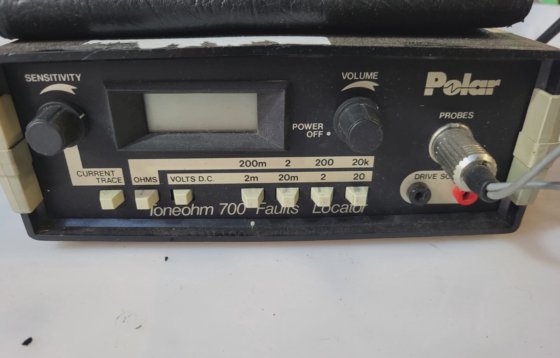 SENSITIVITY
VOLUME
Polar
POWER
OFF
PROBES
CURRENT
TRACE
OHMS
200m 2 200 20k
VOLTS D.C.
2m 20m 2 20
DRIVE
Toneohm 700 Faults Locator